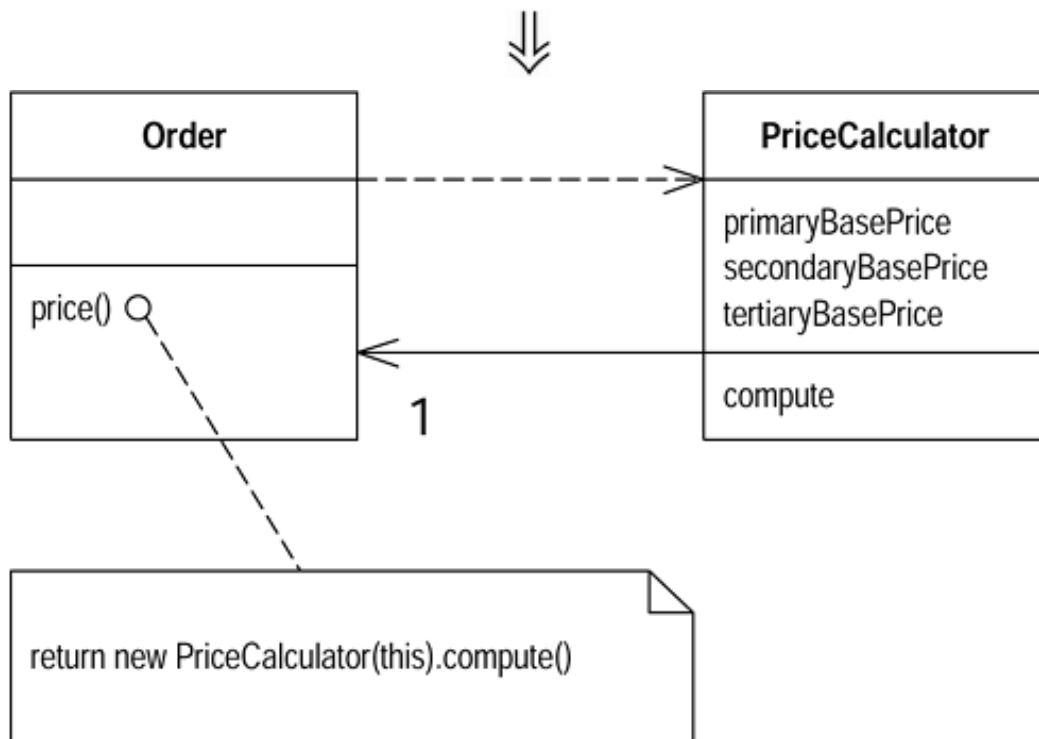 Order
PriceCalculator
primaryBasePrice
secondaryBasePrice
tertiaryBasePrice
price()
compute
1
return new PriceCalculator(this).compute()